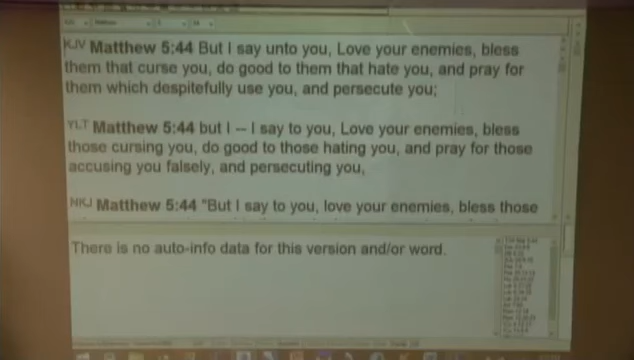 KJV Matthew 5:44 But I say unto you, Love your enemies, bless
them that curse you, do good to them that hate you, and pray for
them which despitefully use you, and persecute you;
YLT Matthew 5:44 but I -- I say to you, Love your enemies, bless
those cursing you, do good to those hating you, and pray for those
accusing you falsely, and persecuting you,
NKJ Matthew 5:44 "But I say to you, love your enemies, bless those
There is no auto-info data for this version and/or word.